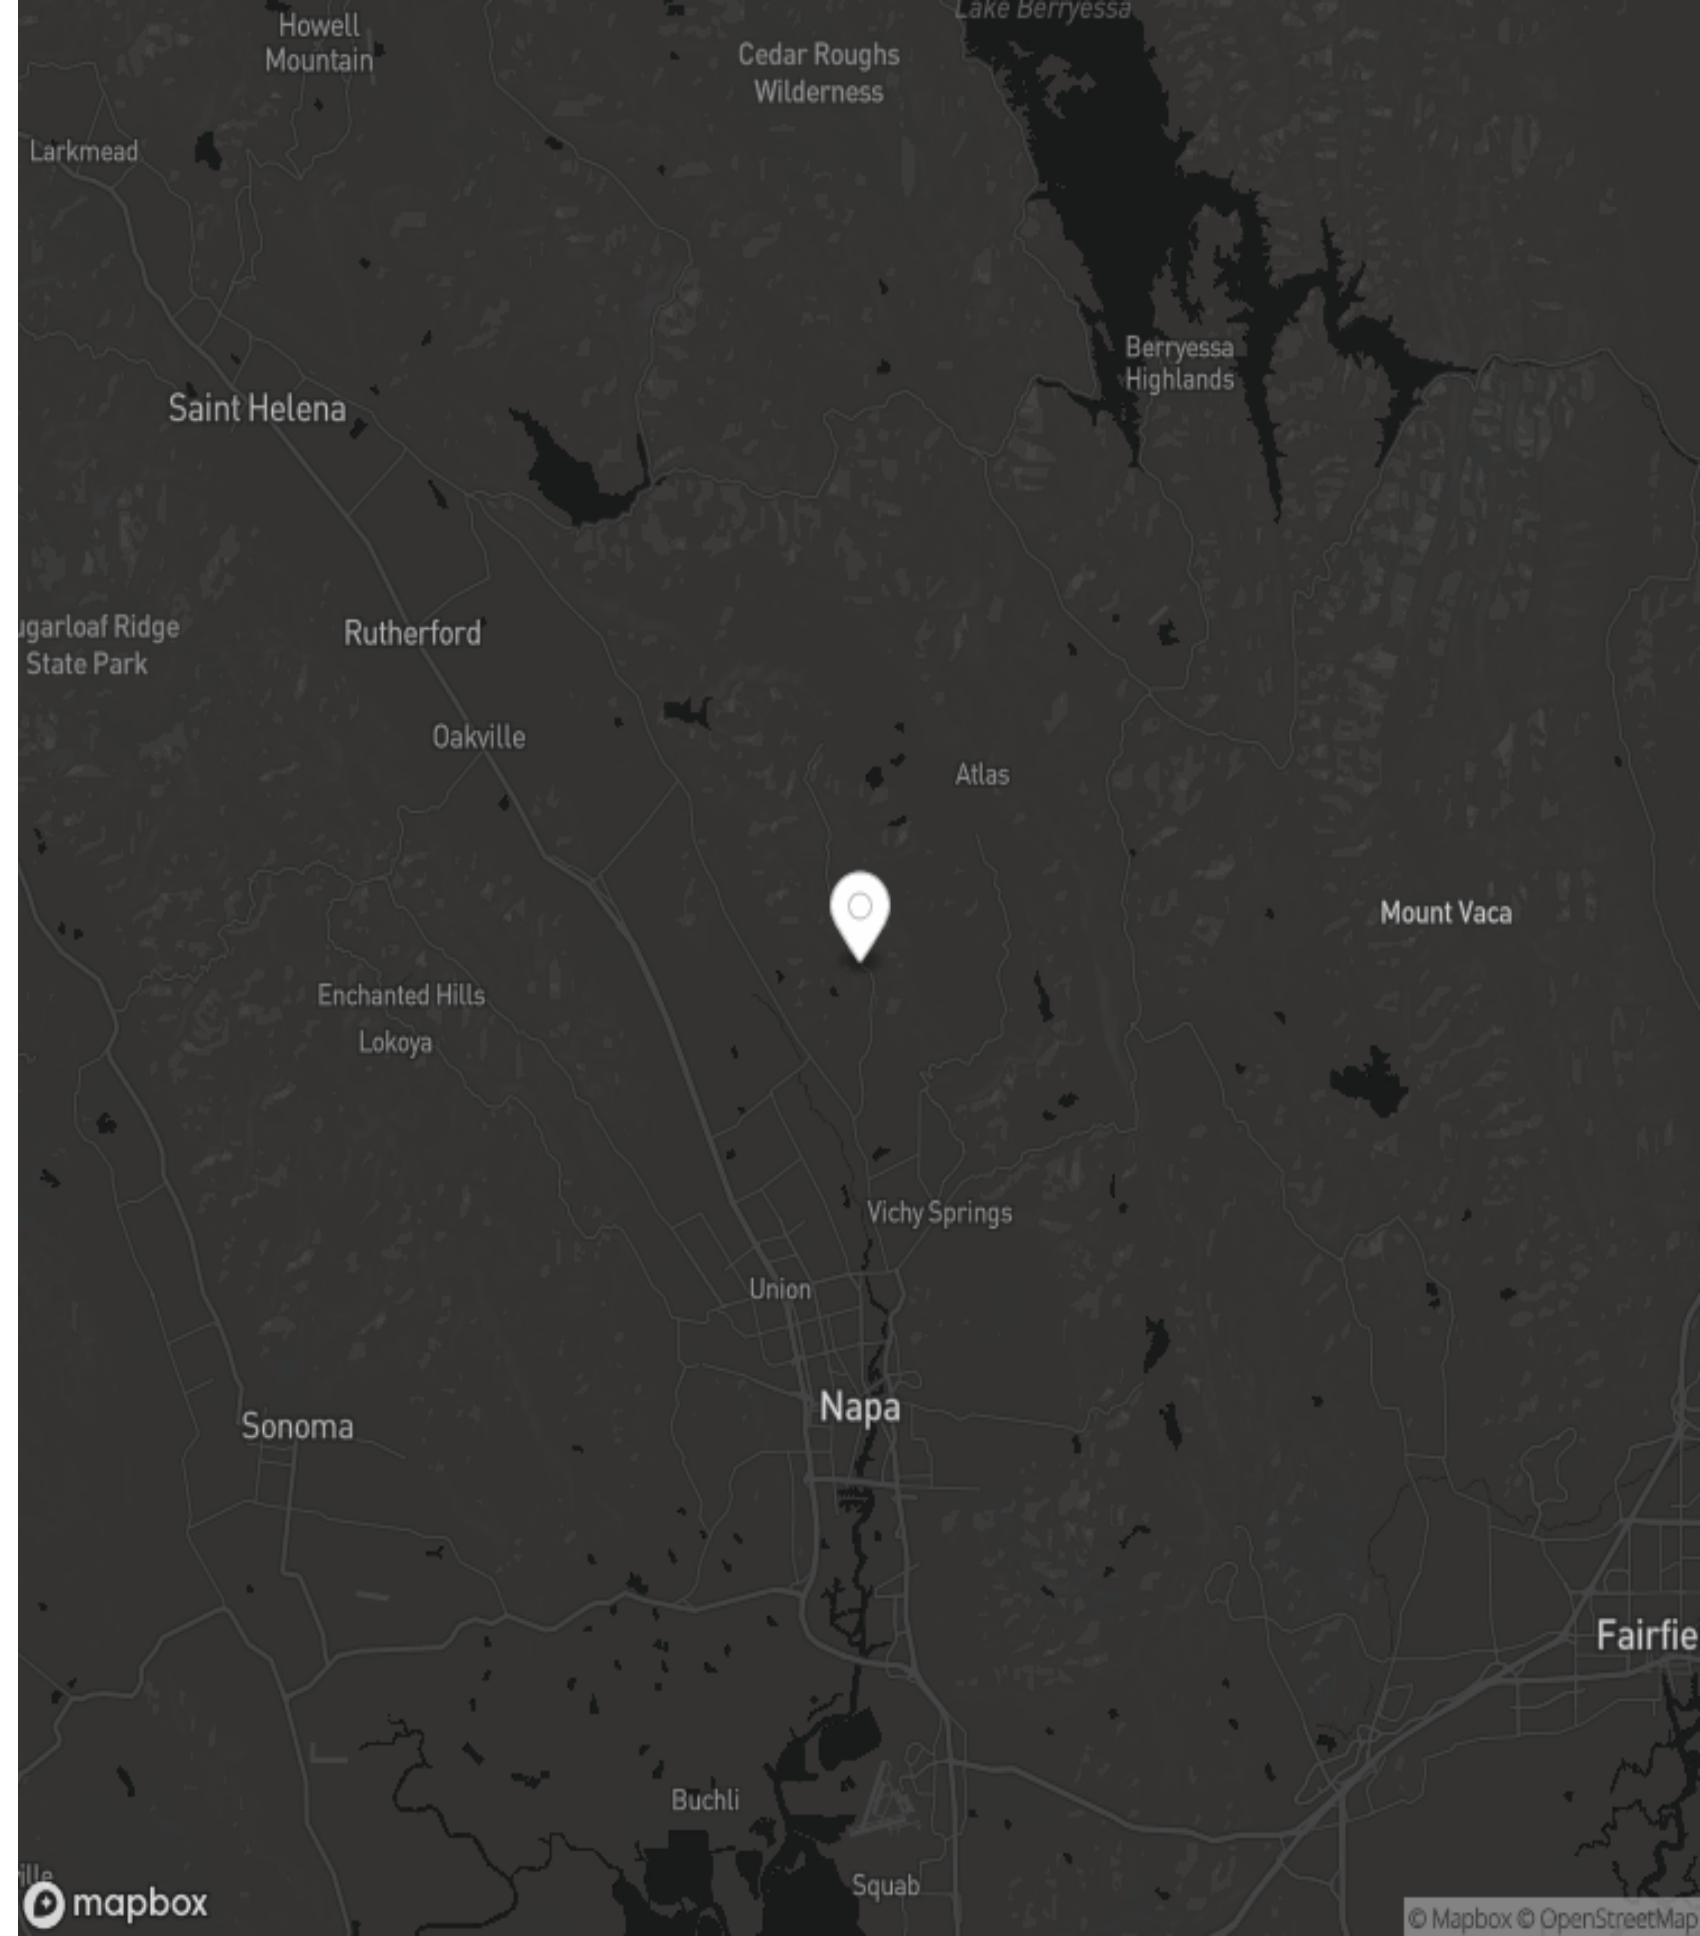 Lake Berryessa
Howell
Mountain
Cedar Roughs
Wilderness
Larkmead
Berryessa
Highlands
Saint Helena
ugarloaf Ridge
State Park
Rutherford
Oakville
Atlas
Mount Vaca
Enchanted Hills
Lokoya
Vichy Springs
Union
Napa
Sonoma
Fairfie
Buchli
ville
Squab
mapbox
© Mapbox © OpenStreetMap